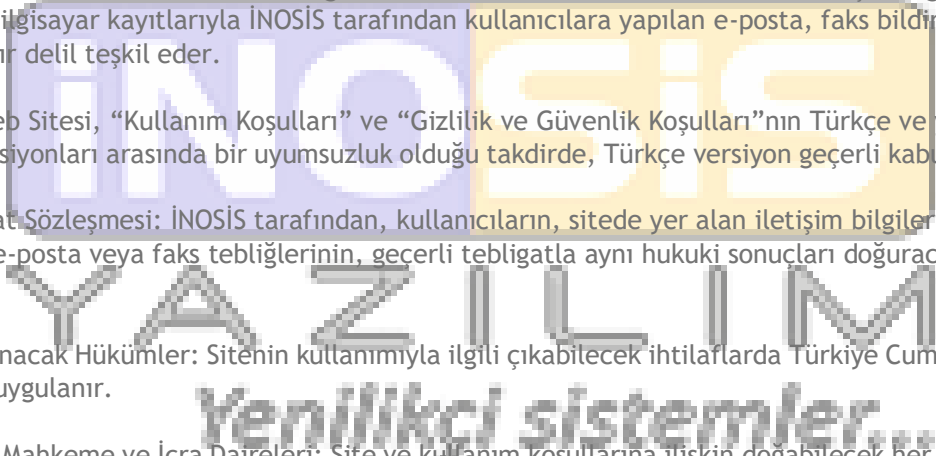 ilgisayar kayıtlarıyla İNOSİS tarafından kullanıcılara yapılan e-posta, faks bildir
ır delil teşkil eder.
eb Sitesi, “Kullanım Koşulları” ve “Gizlilik ve Güvenlik Koşulları”nın Türkçe ve
siyonları arasında bir uyumsuzluk olduğu takdirde, Türkçe versiyon geçerli kabu
at Sözleşmesi: İNOSİS tarafından, kullanıcıların, sitede yer alan iletişim bilgiler
e-posta veya faks tebliğlerinin, geçerli tebligatla aynı hukuki sonuçları doğurac
nacak Hükümler: Sitenin kullanımıyla ilgili çıkabilecek ihtilaflarda Türkiye Cum
uygulanır.
Mahkeme ve İcra Daireleri: Site ve kullanım koşullarına ilişkin doğabilecek her
iNOSiS
YAZILIM
Yenilikçi sistemler...